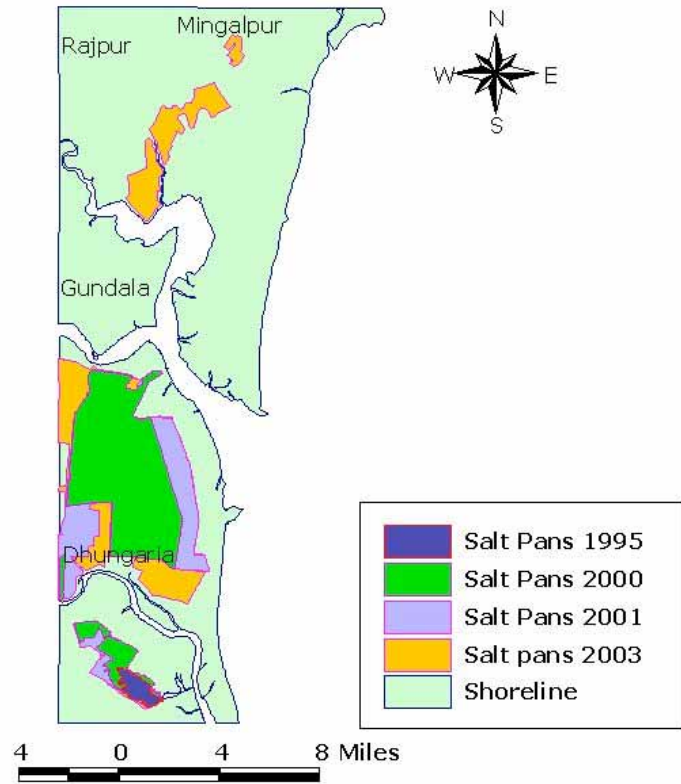 Mingalpur
Rajpur
N
W
E
S
Gundala
Dhungaria
Salt Pans 1995
Salt Pans 2000
Salt Pans 2001
Salt pans 2003
Shoreline
4 0 4 8 Miles